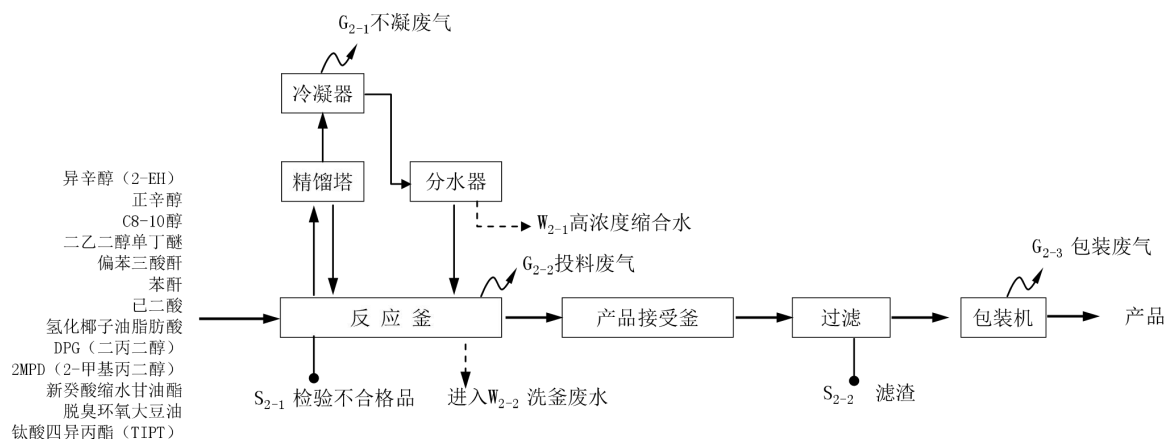 G2-1不凝废气
冷凝器
精馏塔
分水器
W2-1高浓度缩合水
异辛醇（2-EH）
正辛醇
C8-10醇
二乙二醇单丁醚
偏苯三酸酐
苯酐
己二酸
氢化椰子油脂肪酸
DPG（二丙二醇）
2MPD（2-甲基丙二醇）
新癸酸缩水甘油酯
脱臭环氧大豆油
钛酸四异丙酯（TIPT）
G2-2投料废气
G2-3 包装废气
反应釜
产品接受釜
过滤
包装机
产品
S2-1 检验不合格品
进入W2-2 洗釜废水
S2-2 滤渣